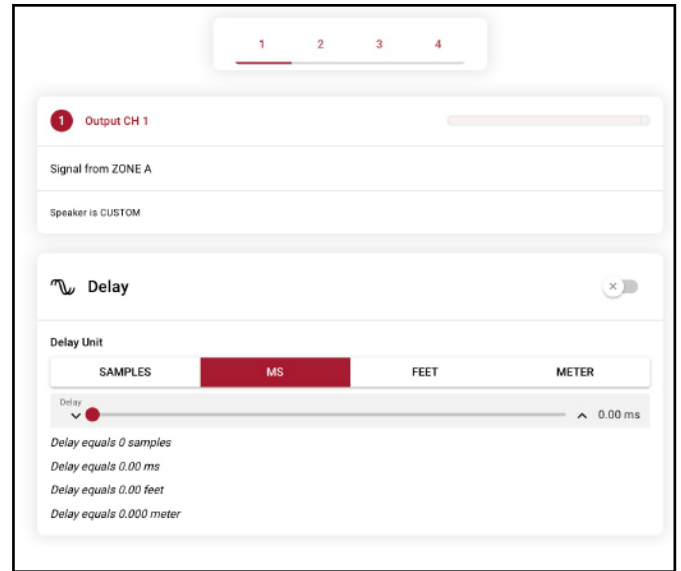 1 2 3 4
1 Output CH 1
Signal from ZONE A
Speaker is CUSTOM
Delay
Delay Unit
SAMPLES MS FEET METER
Delay
0.00 ms
Delay equals 0 samples
Delay equals 0.00 ms
Delay equals 0.00 feet
Delay equals 0.000 meter